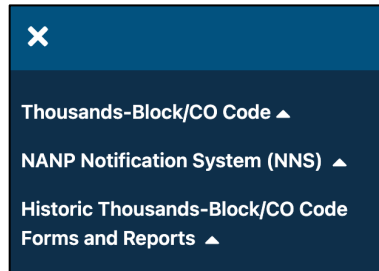 Thousands-Block/CO Code
NANP Notification System (NNS)
Historic Thousands-Block/CO Code
Forms and Reports